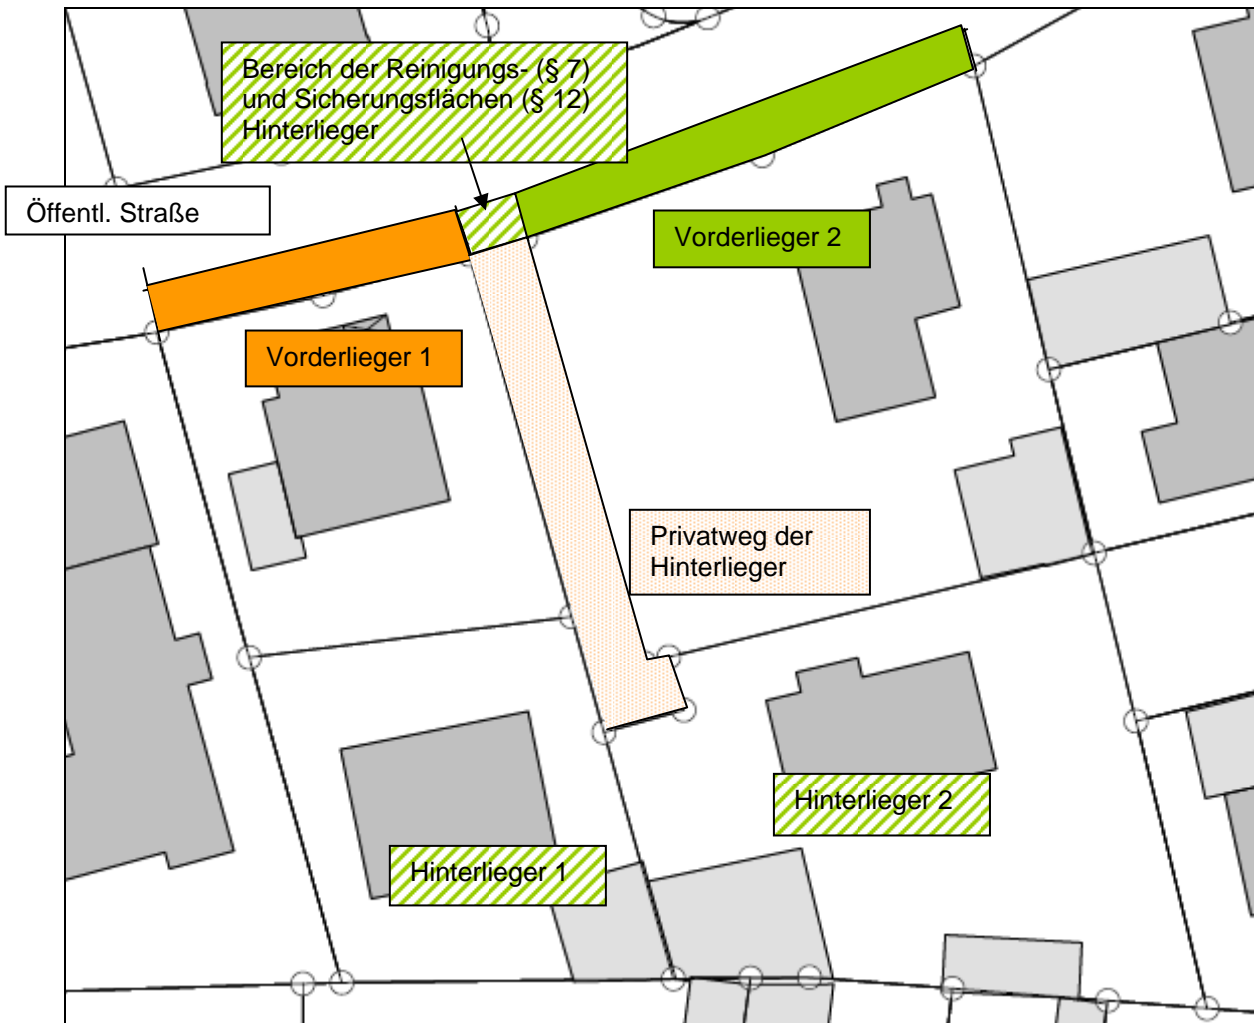 Bereich der Reinigungs- (§ 7)
und Sicherungsflächen (§ 12)
Hinterlieger
Öffentl. Straße
Vorderlieger 2
Vorderlieger 1
Privatweg der
Hinterlieger
Hinterlieger 2
Hinterlieger 1